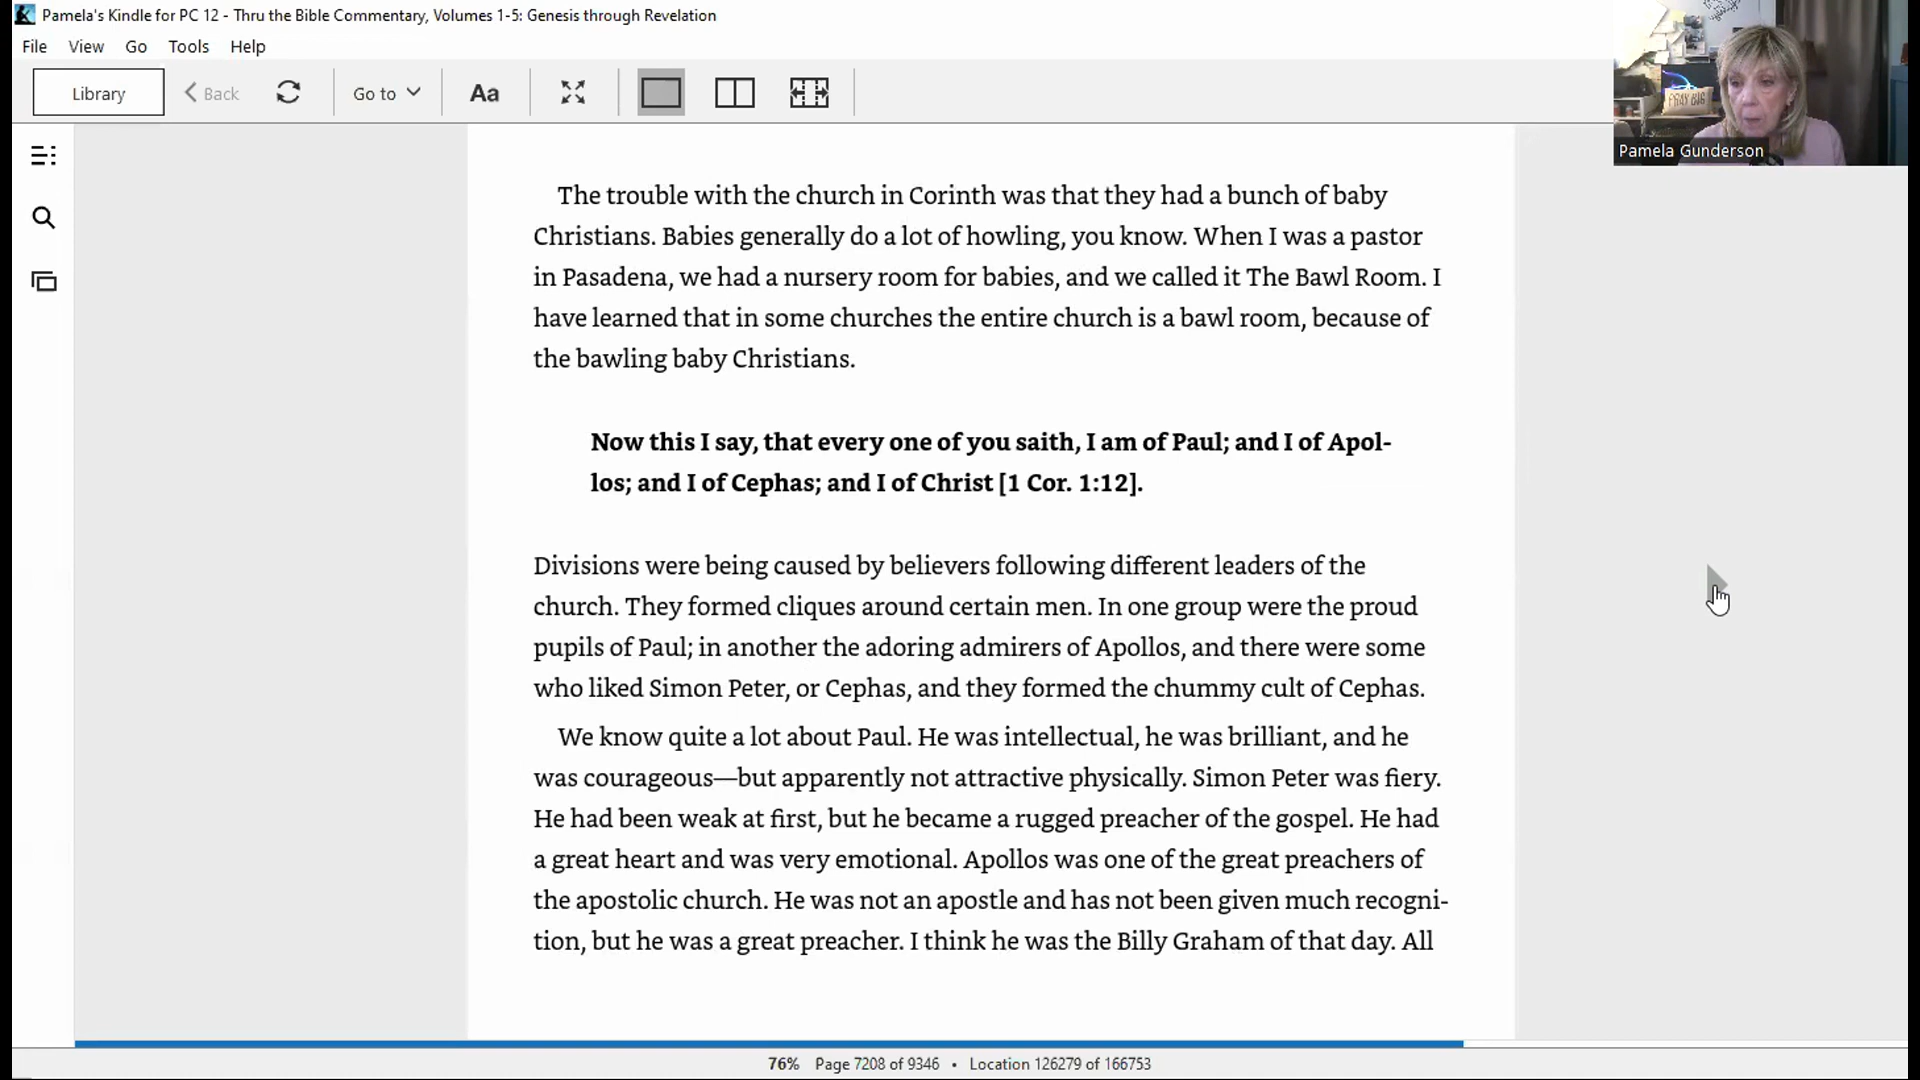 Pamela's Kindle for PC 12 - Thru the Bible Commentary, Volumes 1-5: Genesis through Revelation
File View Go Tools Help
Library Back Go to Aa
PRAY BIG
Pamela Gunderson
The trouble with the church in Corinth was that they had a bunch of baby
Christians. Babies generally do a lot of howling, you know. When I was a pastor
in Pasadena, we had a nursery room for babies, and we called it The Bawl Room. I
have learned that in some churches the entire church is a bawl room, because of
the bawling baby Christians.
Now this I say, that every one of you saith, I am of Paul; and I of Apol-
los; and I of Cephas; and I of Christ [1 Cor. 1:12].
Divisions were being caused by believers following different leaders of the
church. They formed cliques around certain men. In one group were the proud
pupils of Paul; in another the adoring admirers of Apollos, and there were some
who liked Simon Peter, or Cephas, and they formed the chummy cult of Cephas.
We know quite a lot about Paul. He was intellectual, he was brilliant, and he
was courageous—but apparently not attractive physically. Simon Peter was fiery.
He had been weak at first, but he became a rugged preacher of the gospel. He had
a great heart and was very emotional. Apollos was one of the great preachers of
the apostolic church. He was not an apostle and has not been given much recogni-
tion, but he was a great preacher. I think he was the Billy Graham of that day. All
76% Page 7208 of 9346 • Location 126279 of 166753